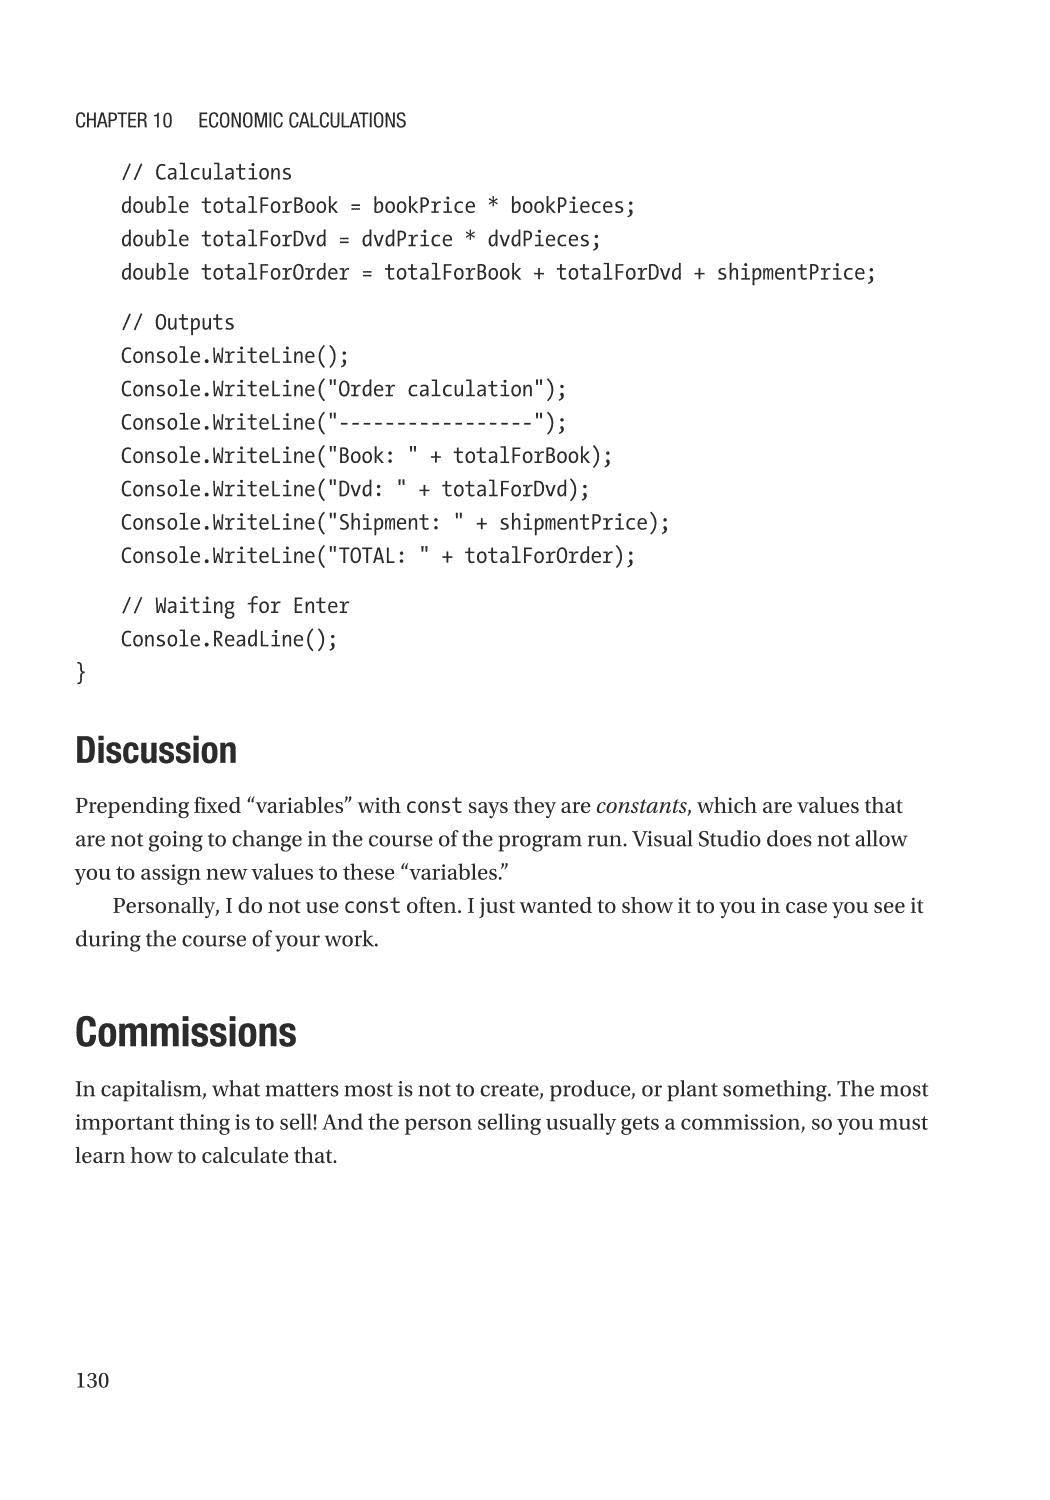 CHAPTER 10 ECONOMIC CALCULATIONS
// Calculations
double totalForBook = bookPrice * bookPieces;
double totalForDvd = dvdPrice * dvdPieces;
double totalForOrder = totalForBook + totalForDvd + shipmentPrice;
// Outputs
Console.WriteLine();
Console.WriteLine("Order calculation");
Console.WriteLine("-----------------");
Console.WriteLine("Book: " + totalForBook);
Console.WriteLine("Dvd: " + totalForDvd);
Console.WriteLine("Shipment: " + shipmentPrice);
Console.WriteLine("TOTAL: " + totalForOrder);
// Waiting for Enter
Console.ReadLine();
}
Discussion
Prepending fixed “variables” with const says they are constants, which are values that
are not going to change in the course of the program run. Visual Studio does not allow
you to assign new values to these “variables.”
Personally, I do not use const often. I just wanted to show it to you in case you see it
during the course of your work.
Commissions
In capitalism, what matters most is not to create, produce, or plant something. The most
important thing is to sell! And the person selling usually gets a commission, so you must
learn how to calculate that.
130